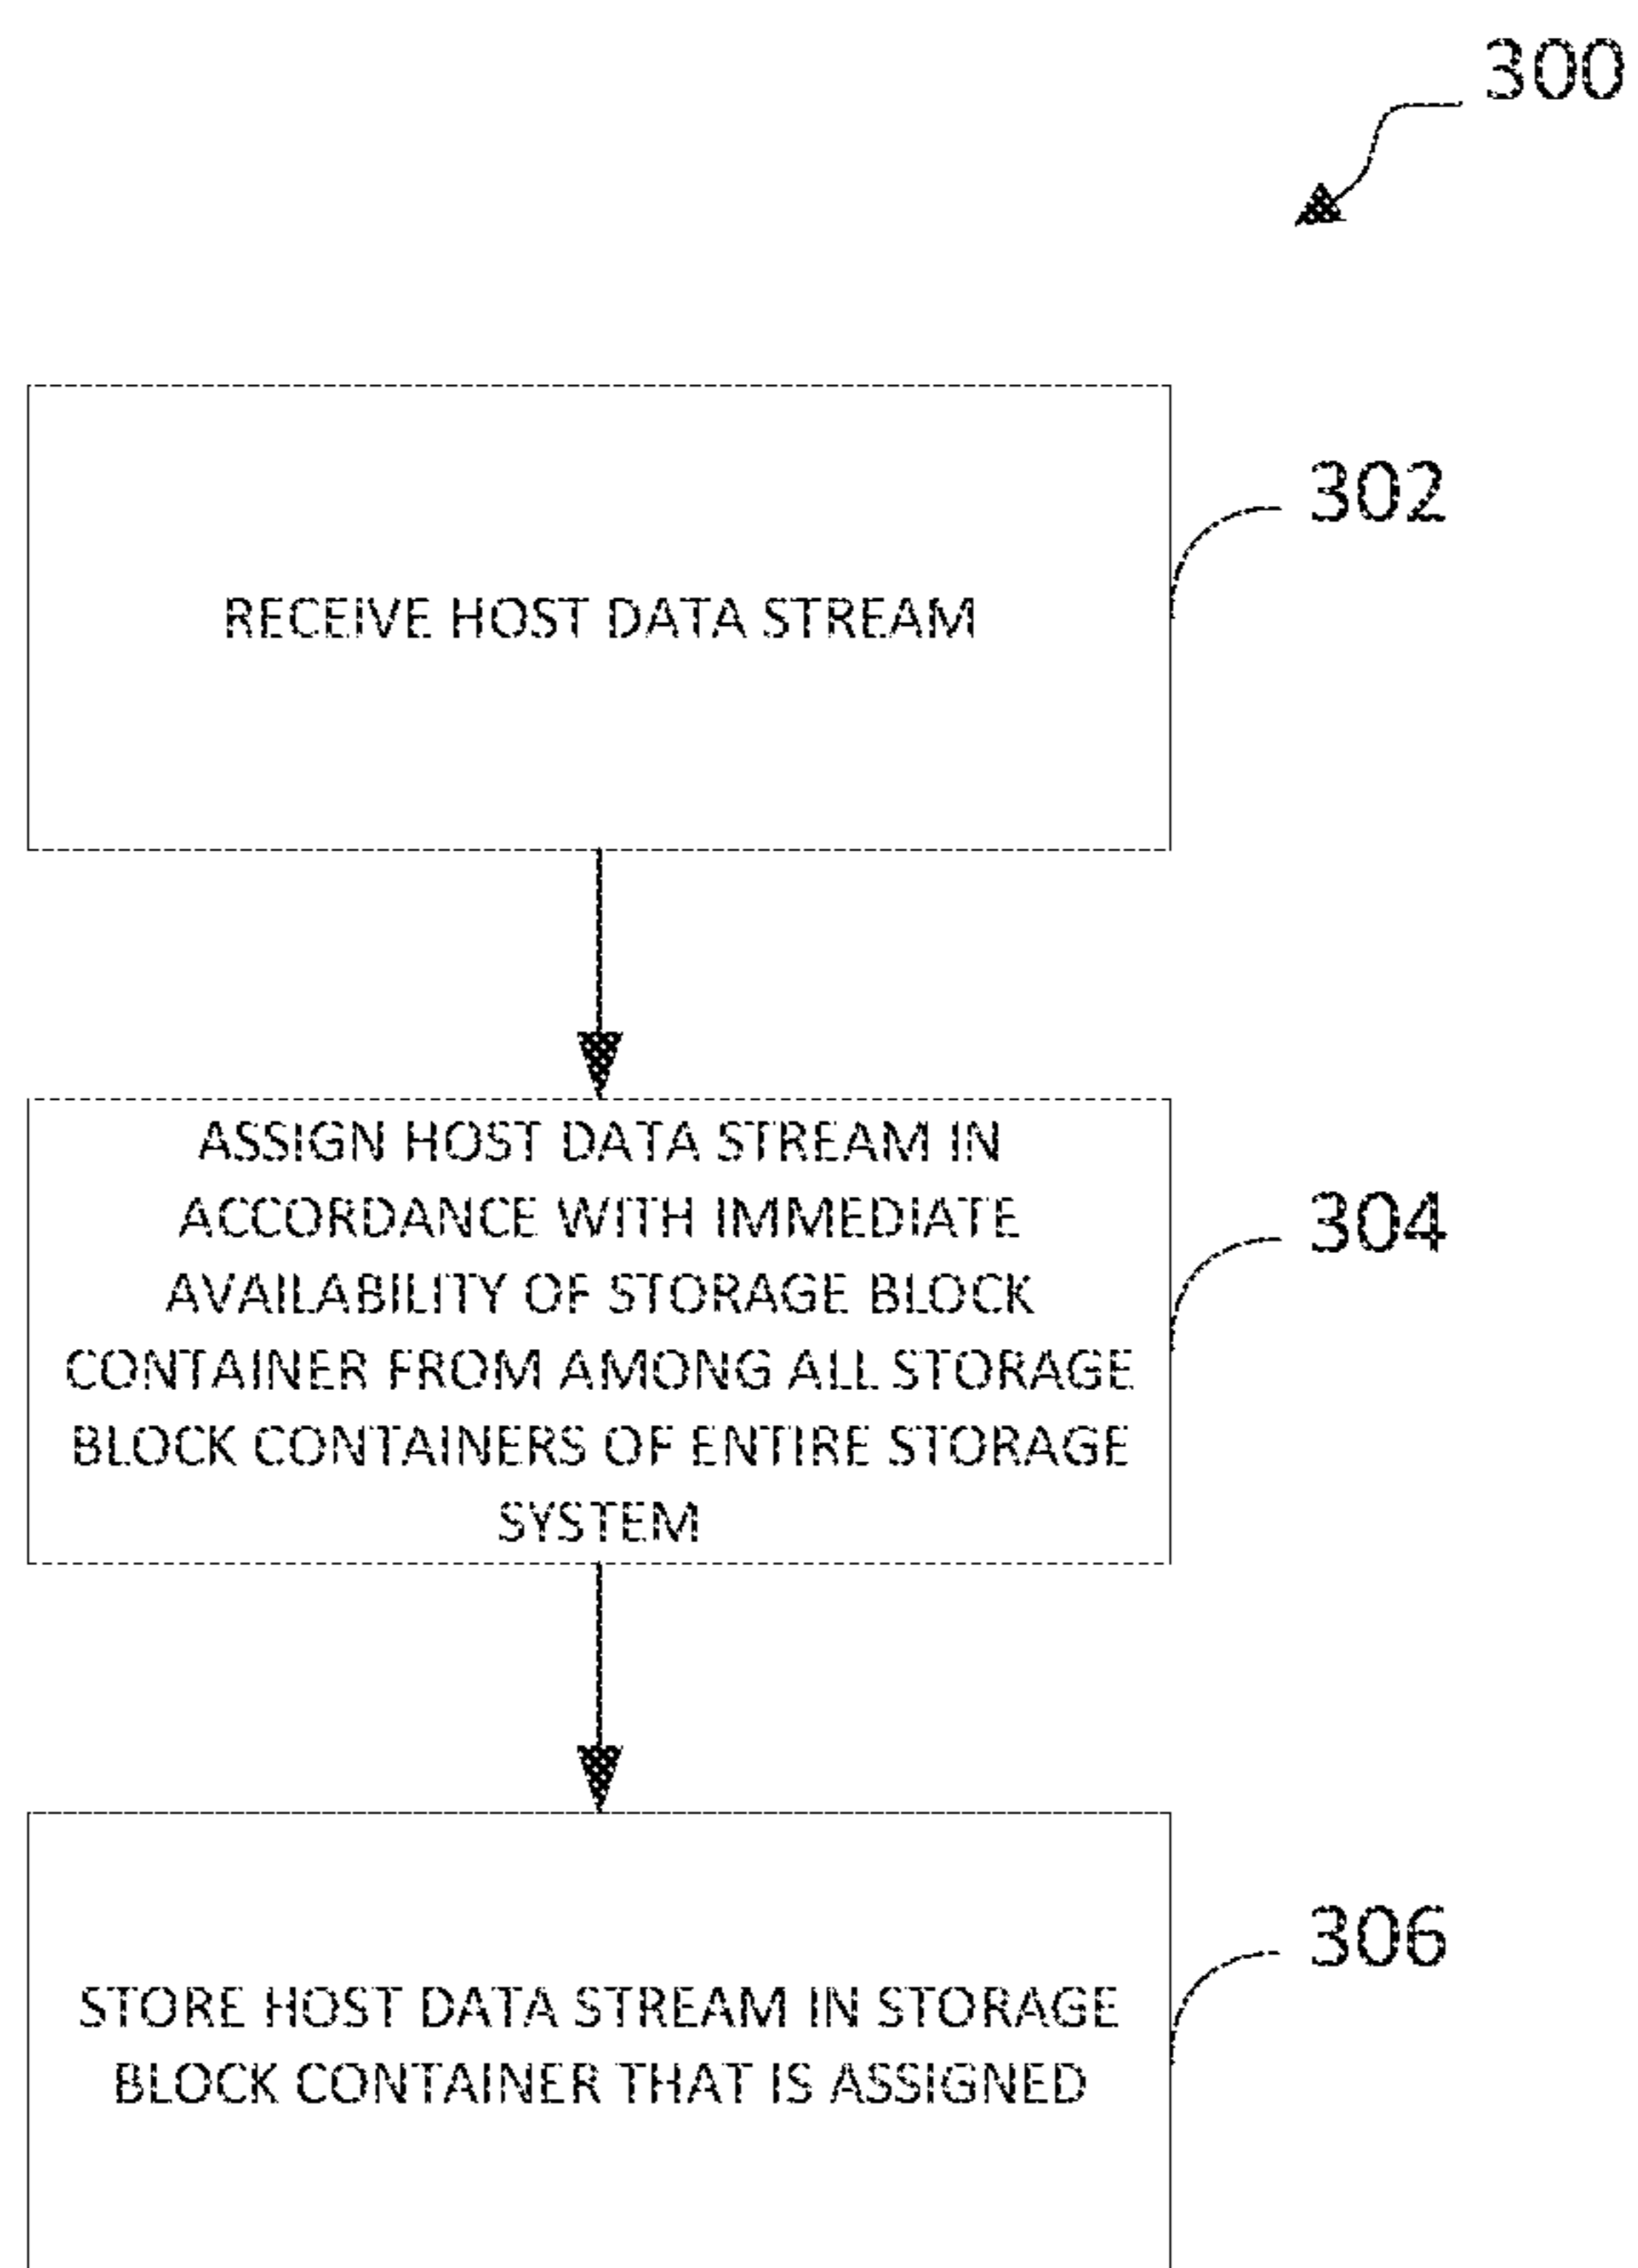 300
RECEIVE HOST DATA STREAM
302
ASSIGN HOST DATA STREAM IN
ACCORDANCE WITH IMMEDIATE
AVAILABILITY OF STORAGE BLOCK
CONTAINER FROM AMONG ALL STORAGE
BLOCK CONTAINERS OF ENTIRE STORAGE
SYSTEM
304
STORE HOST DATA STREAM IN STORAGE
BLOCK CONTAINER THAT IS ASSIGNED
306